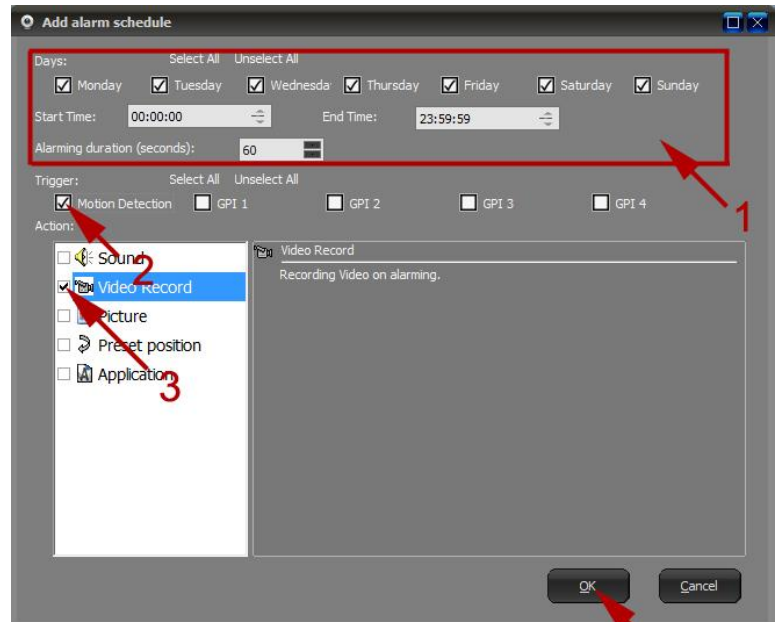 Add alarm schedule
Days: Select All Unselect All
Monday Tuesday Wednesda Thursday Friday Saturday Sunday
Start Time: 00:00:00 End Time: 23:59:59
Alarming duration (seconds): 60
1
Trigger: Select All Unselect All
Motion Detection GPI 1 GPI 2 GPI 3 GPI 4
2
Action:
Sound
Video Record
Picture
Preset position
Application
3
Video Record
Recording Video on alarming.
OK Cancel